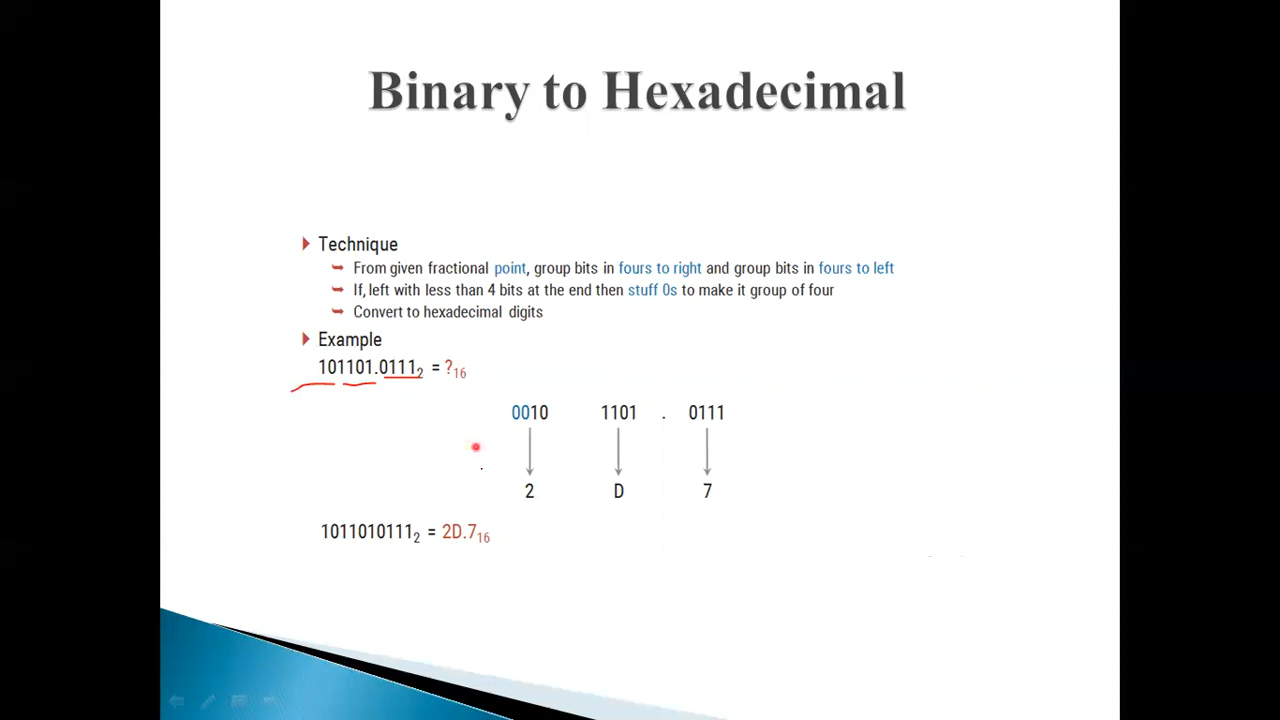 Binary to Hexadecimal
Technique
From given fractional point, group bits in fours to right and group bits in fours to left
If, left with less than 4 bits at the end then stuff 0s to make it group of four
Convert to hexadecimal digits
Example
101101.0111₂ = ?₁₆
0010 1101 . 0111
2 D 7
1011010111₂ = 2D.7₁₆